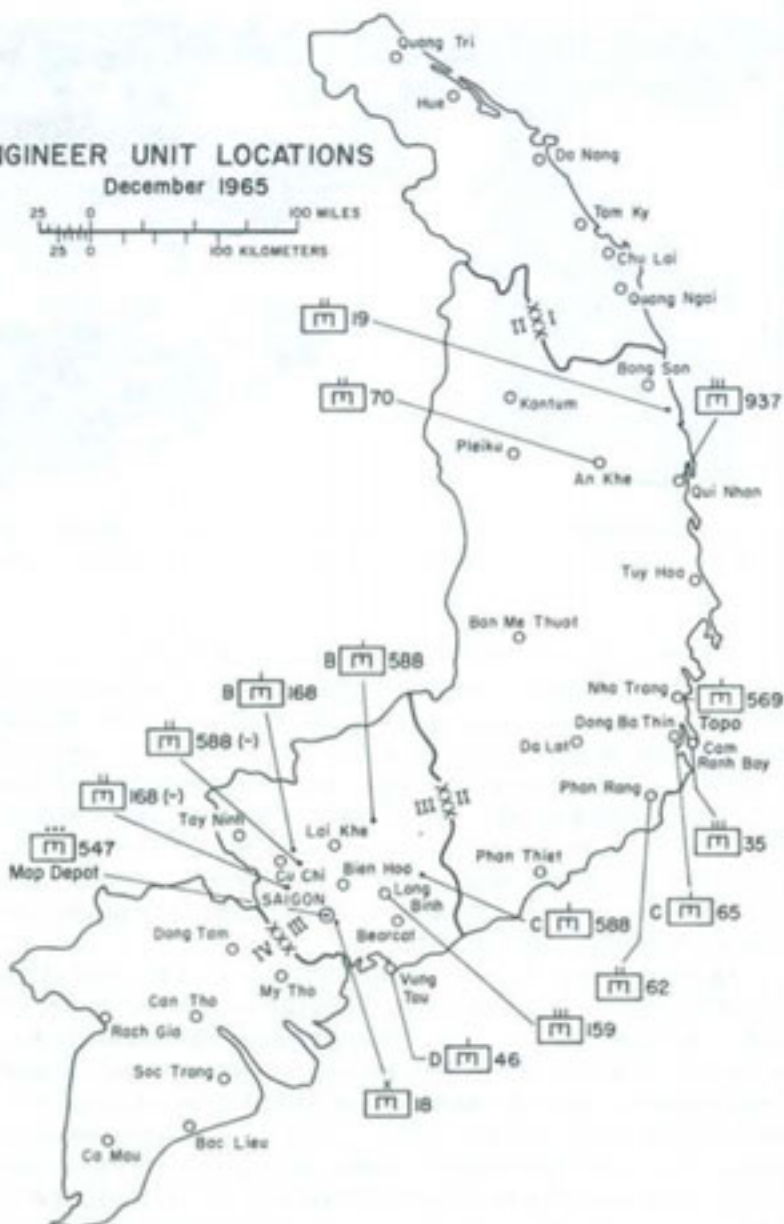 Quang Tri
Hue
NGINEER UNIT LOCATIONS
December 1965
Da Nang
25 0 100 MILES
25 0 100 KILOMETERS
Tam Ky
Chu Lai
Quang Ngai
XXX
I
II
19
Bong Son
70
Kontum
937
Pleiku
An Khe
Qui Nhon
Tuy Hoa
Ban Me Thuot
B 588
B 168
Nha Trang
569
Topo
Dong Ba Thin
588 (-)
Da Lat
Cam
Ranh Bay
168 (-)
Phan Rang
XXX
III
II
Tay Ninh
Lai Khe
35
547
Map Depot
Cu Chi
Bien Hoa
Phan Thiet
SAIGON
Long
Binh
C 588
C 65
Bearcat
XXX
III
IV
Dong Tam
My Tho
Vung
Tau
62
Can Tho
Rach Gia
159
D 46
Soc Trang
18
Bac Lieu
Ca Mau